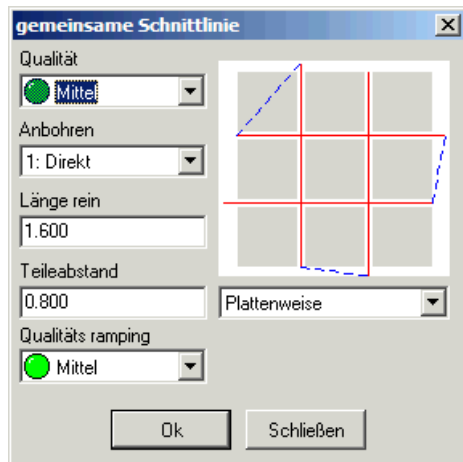 gemeinsame Schnittlinie
Qualität
Mittel
Anbohren
1: Direkt
Länge rein
1.600
Teileabstand
0.800
Plattenweise
Qualitäts ramping
Mittel
Ok
Schließen